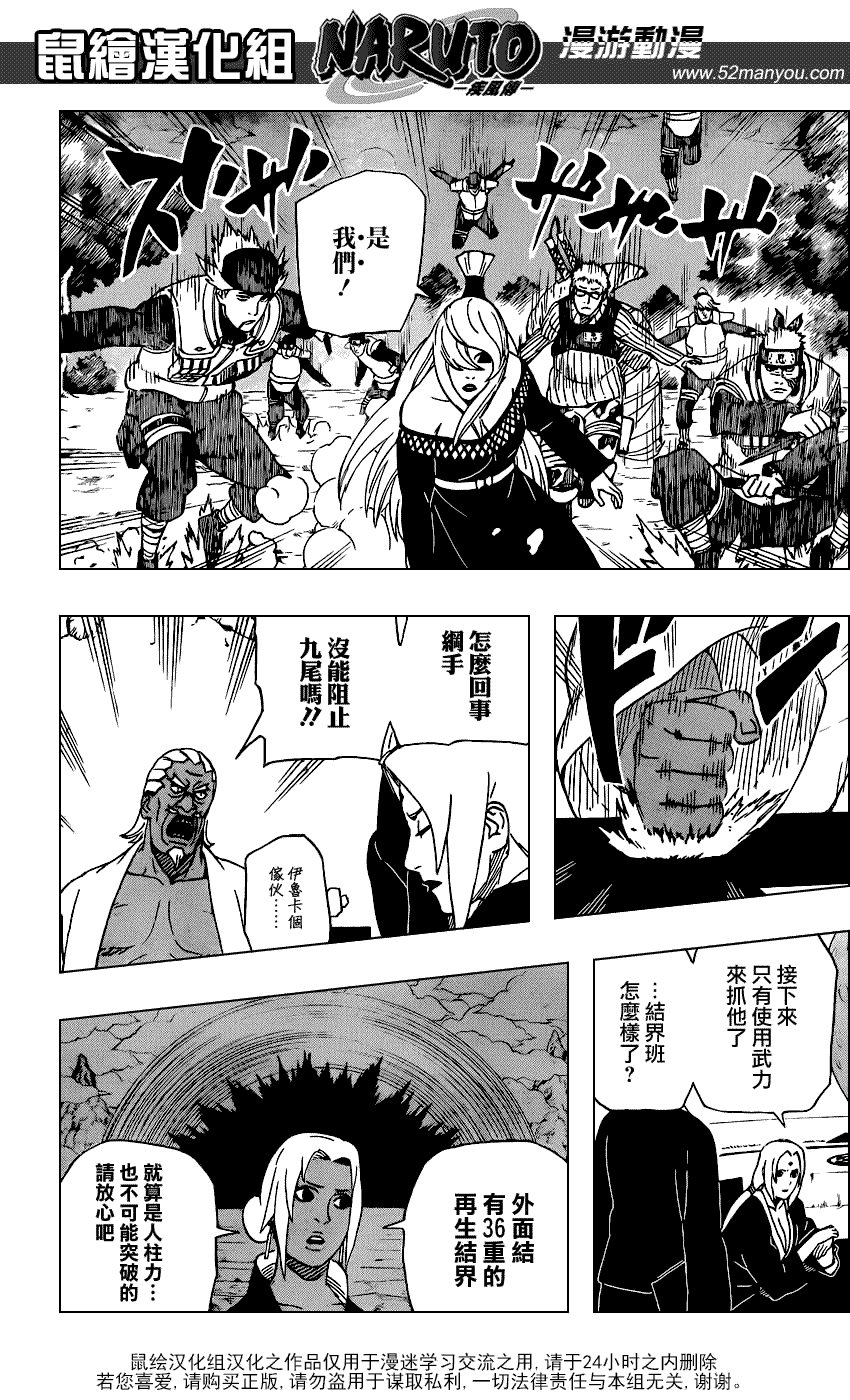 鼠繪漢化組
NARUTO
—疾風傳—
漫游動漫
www.52manyou.com
ズザザ
ザザザ
是
我們！
怎麼回事
綱手
沒能阻止
九尾嗎!!
伊魯卡個
傢伙……
接下來
只有使用武力
來抓他了
…結界班
怎麼樣了？
外面結
有36重的
再生結界
就算是人柱力…
也不可能突破的
請放心吧
鼠绘汉化组汉化之作品仅用于漫迷学习交流之用,请于24小时之内删除
若您喜爱,请购买正版,请勿盗用于谋取私利,一切法律责任与本组无关,谢谢。